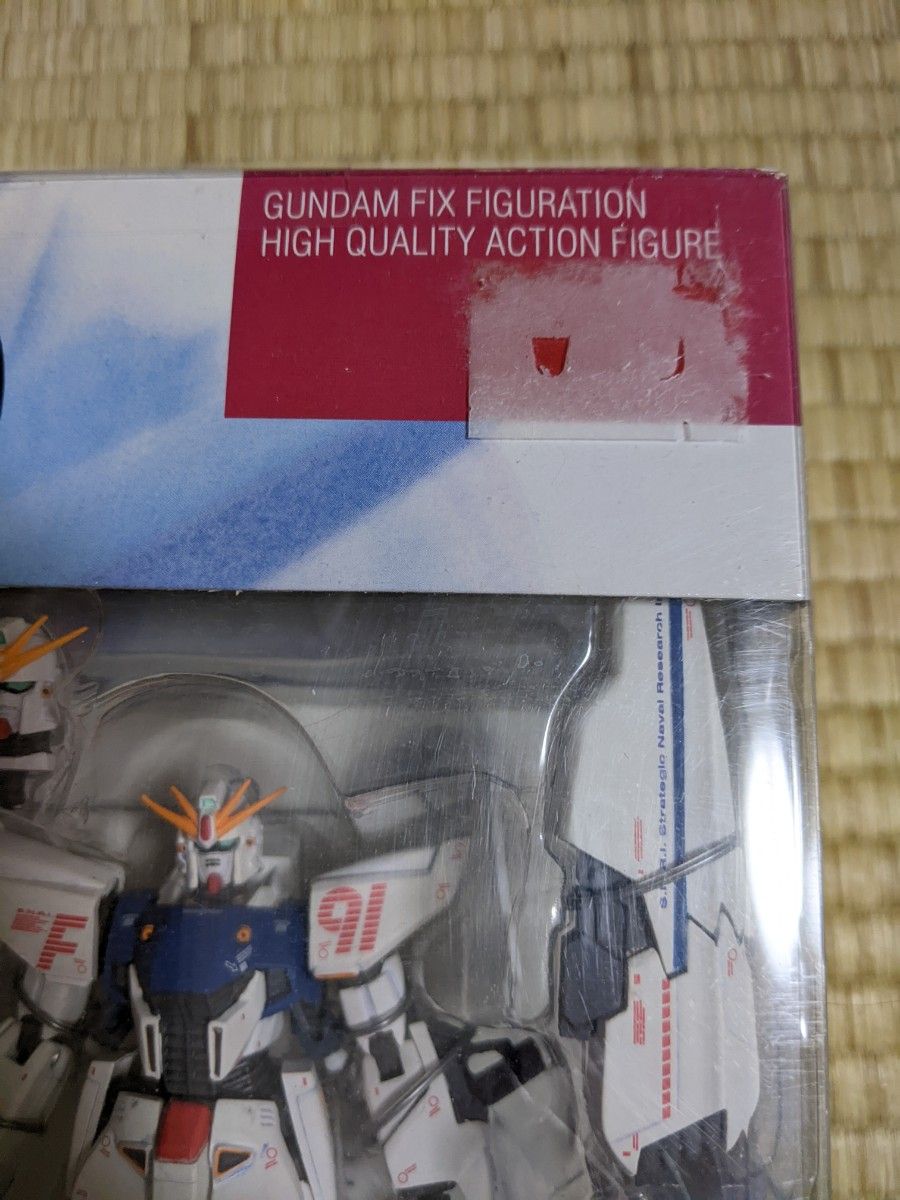 GUNDAM FIX FIGURATION
HIGH QUALITY ACTION FIGURE
S.N.R.I. Strategic Naval Research I
S.N.R.I.
F
91